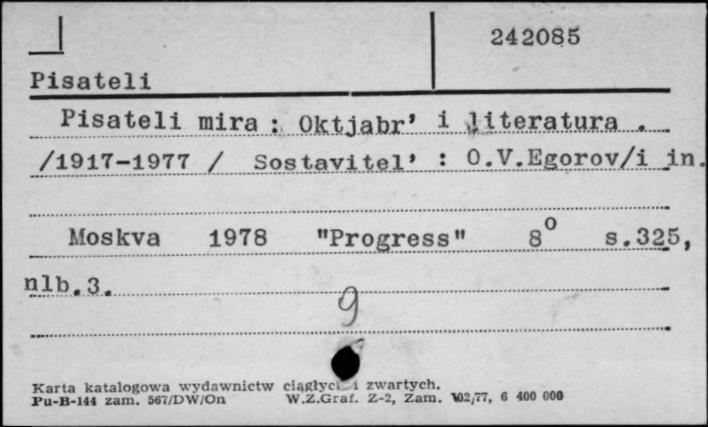 242085
Pisateli
Pisateli mira : Oktjabr' i literatura .
/1917-1977 / Sostavitel' : O.V.Egorov/i in.
Moskva 1978 "Progress" 8° s.325,
nlb.3.
9
Karta katalogowa wydawnictw ciągłych i zwartych.
Pu-B-144 zam. 567/DW/On W.Z.Graf. Z-2, Zam. 102/77, 6 400 000